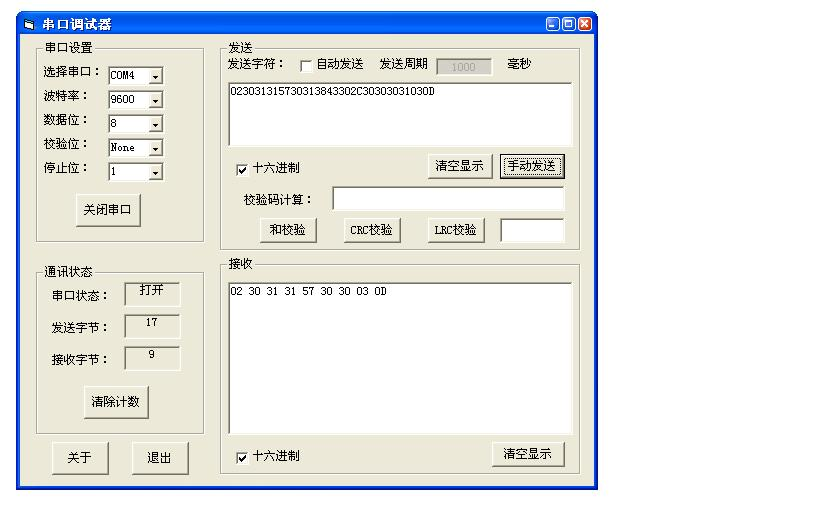 串口调试器
串口设置
选择串口： COM4
波特率： 9600
数据位： 8
校验位： None
停止位： 1
关闭串口
通讯状态
串口状态： 打开
发送字节： 17
接收字节： 9
清除计数
关于 退出
发送
发送字符： 自动发送 发送周期 1000 毫秒
023031315730313843302C30303031030D
十六进制 清空显示 手动发送
校验码计算：
和校验 CRC校验 LRC校验
接收
02 30 31 31 57 30 30 03 0D
十六进制 清空显示